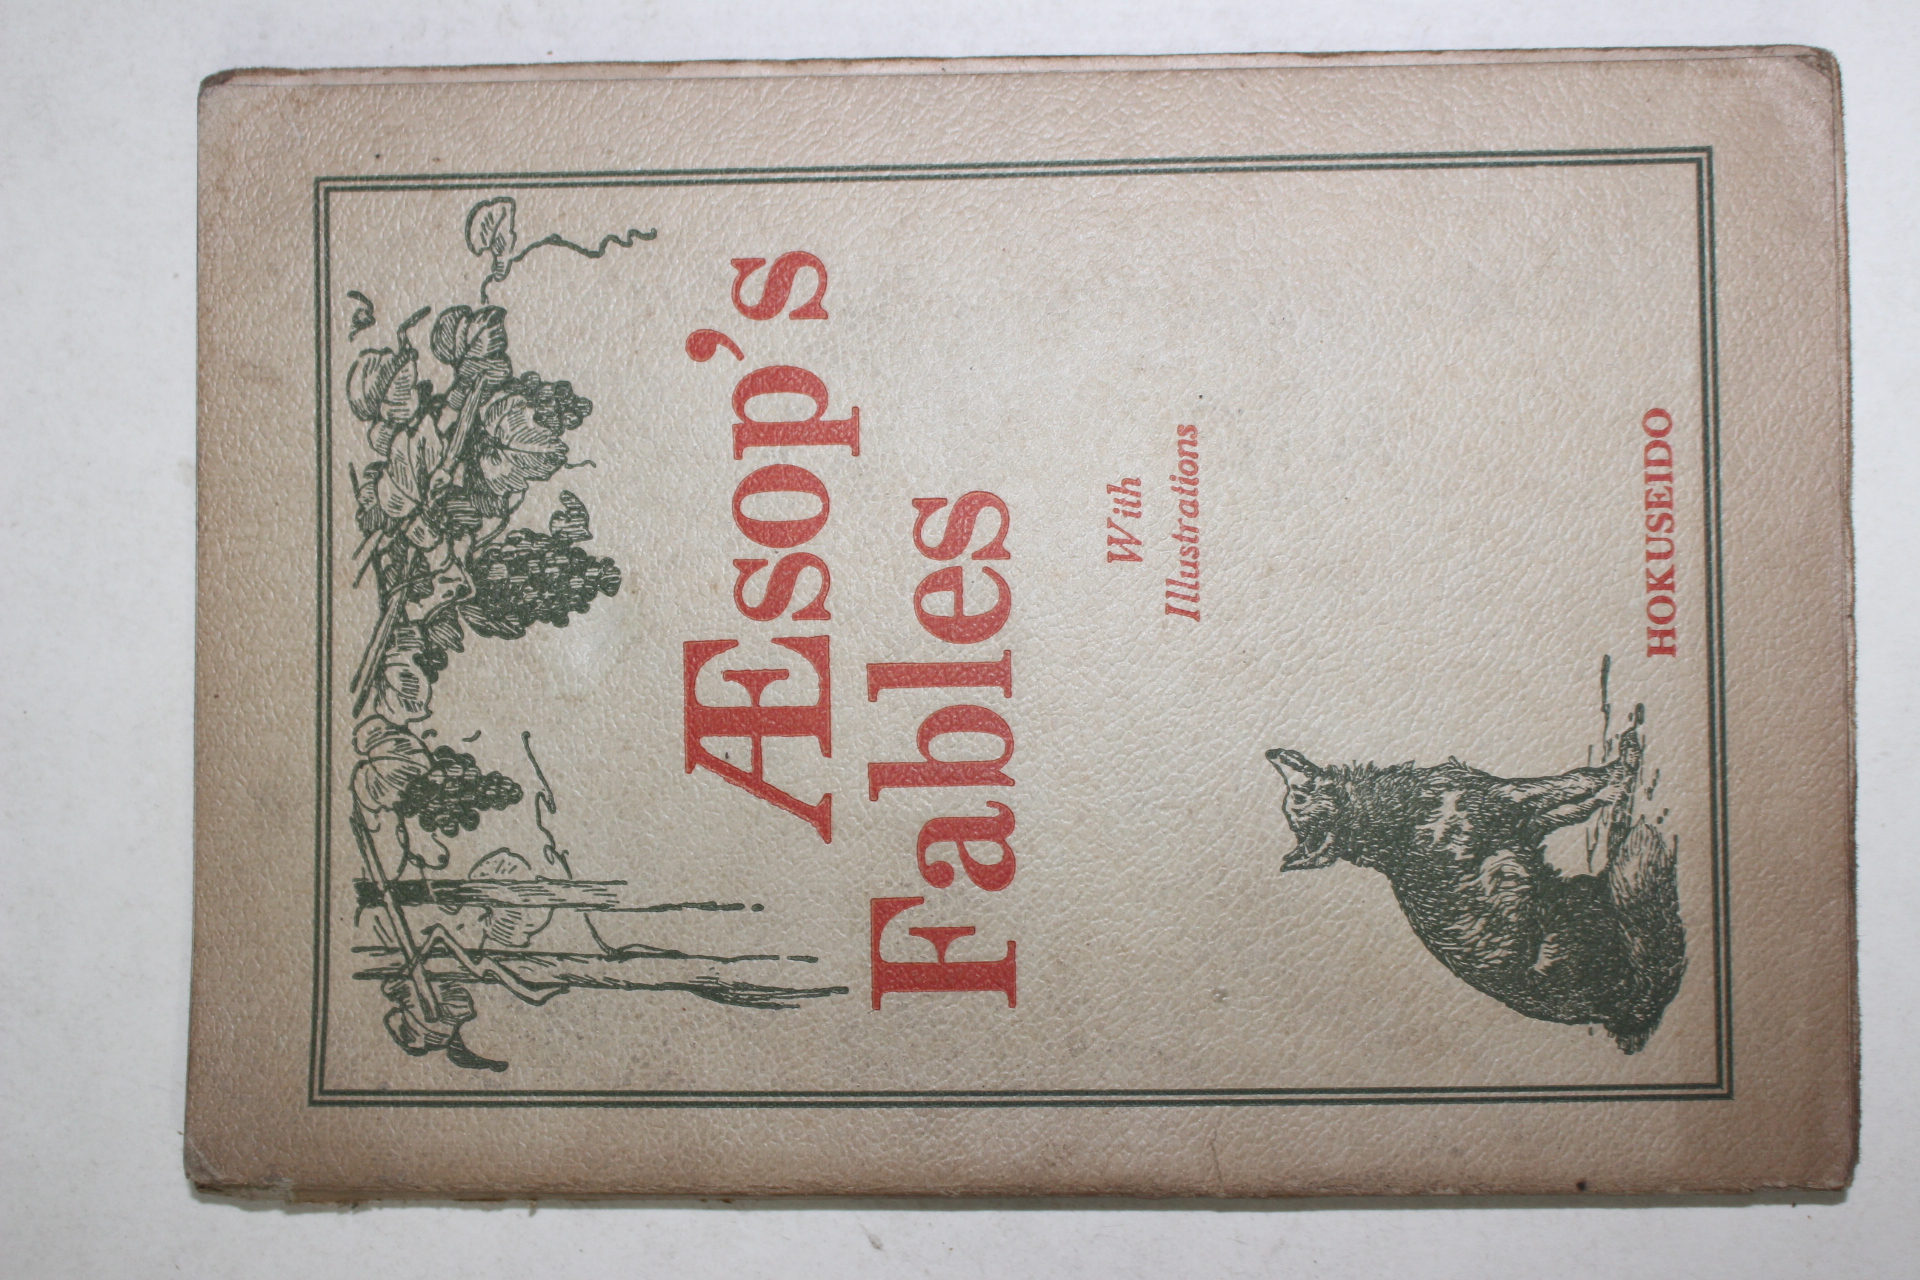 Æsop's
Fables
With
Illustrations
HOKUSEIDO